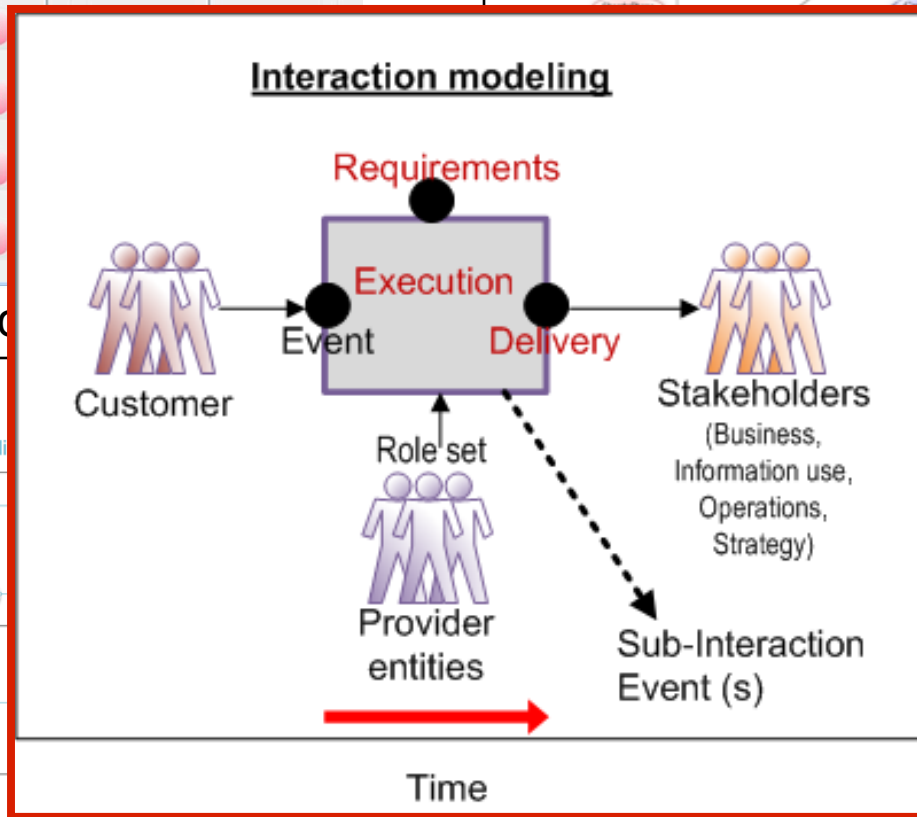 Interaction modeling
Requirements
Execution
Event
Delivery
Customer
Stakeholders
(Business,
Information use,
Operations,
Strategy)
Role set
Provider
entities
Sub-Interaction
Event (s)
Time